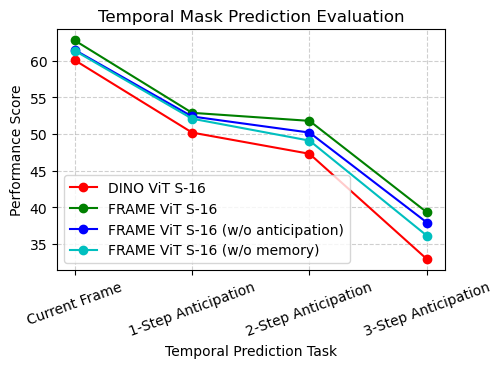 Temporal Mask Prediction Evaluation
Performance Score
60
55
50
45
40
35
DINO ViT S-16
FRAME ViT S-16
FRAME ViT S-16 (w/o anticipation)
FRAME ViT S-16 (w/o memory)
Current Frame
1-Step Anticipation
2-Step Anticipation
3-Step Anticipation
Temporal Prediction Task